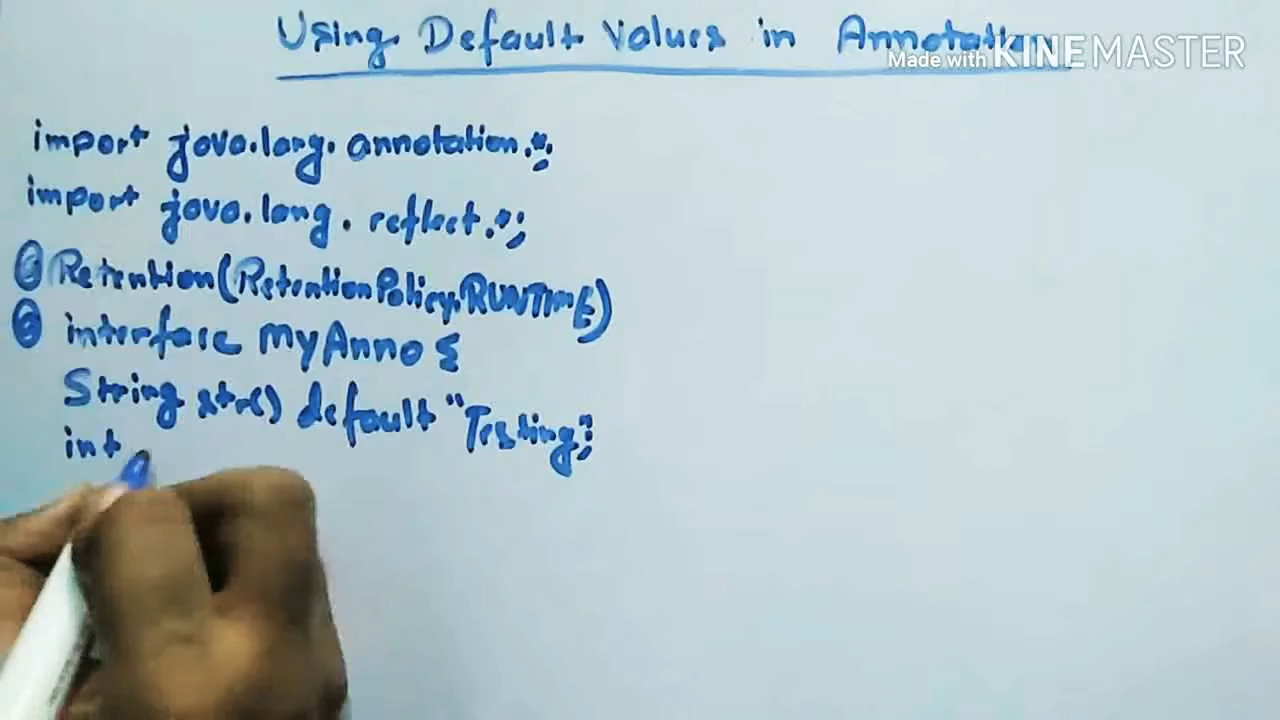 Using Default Values in Annotation
Made with KINEMASTER
import java.lang.annotation.*;
import java.lang.reflect.*;
@Retention(RetentionPolicy.RUNTIME)
@ interface MyAnno {
String str() default "Testing";
int